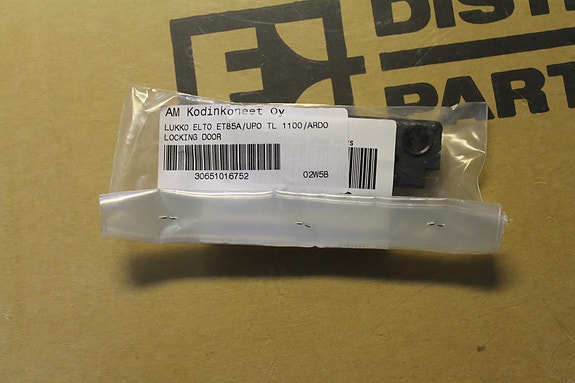 DIST
PART
AM Kodinkoneet Oy
LUKKO ELTO ET85A/UPO TL 1100/ARDO
LOCKING DOOR
30651016752 02W5B